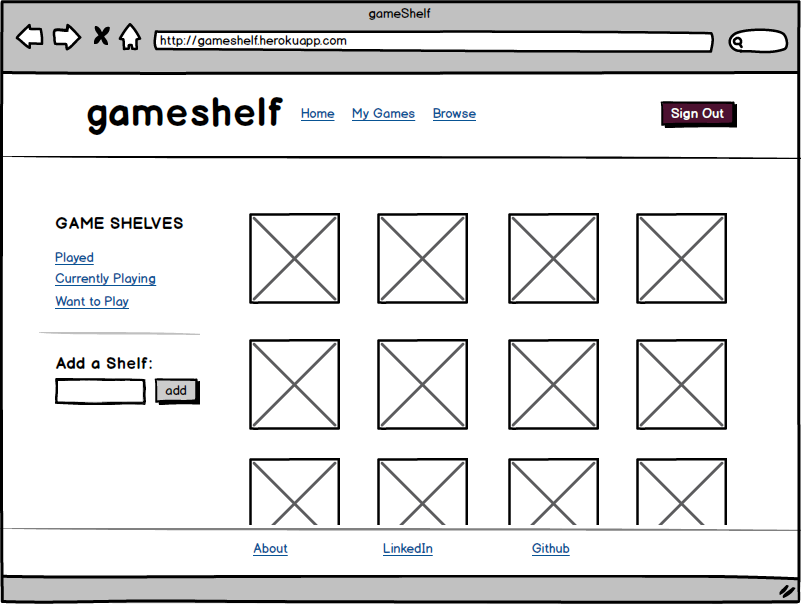 gameShelf
http://gameshelf.herokuapp.com
gameshelf Home My Games Browse Sign Out
GAME SHELVES
Played
Currently Playing
Want to Play
Add a Shelf:
add
About LinkedIn Github